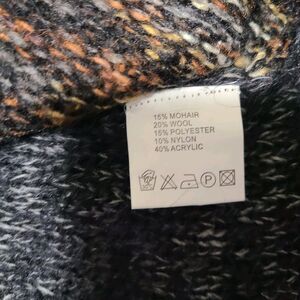 15% MOHAIR
20% WOOL
15% POLYESTER
10% NYLON
40% ACRYLIC
P